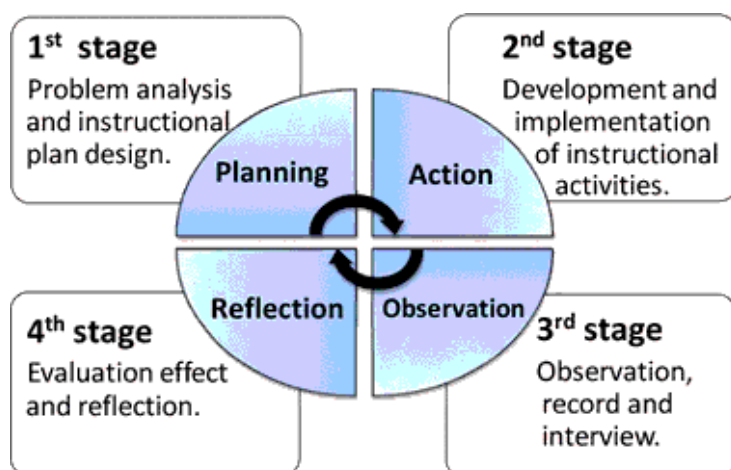 1st stage
Problem analysis
and instructional
plan design.
2nd stage
Development and
implementation
of instructional
activities.
Planning
Action
Reflection
Observation
4th stage
Evaluation effect
and reflection.
3rd stage
Observation,
record and
interview.